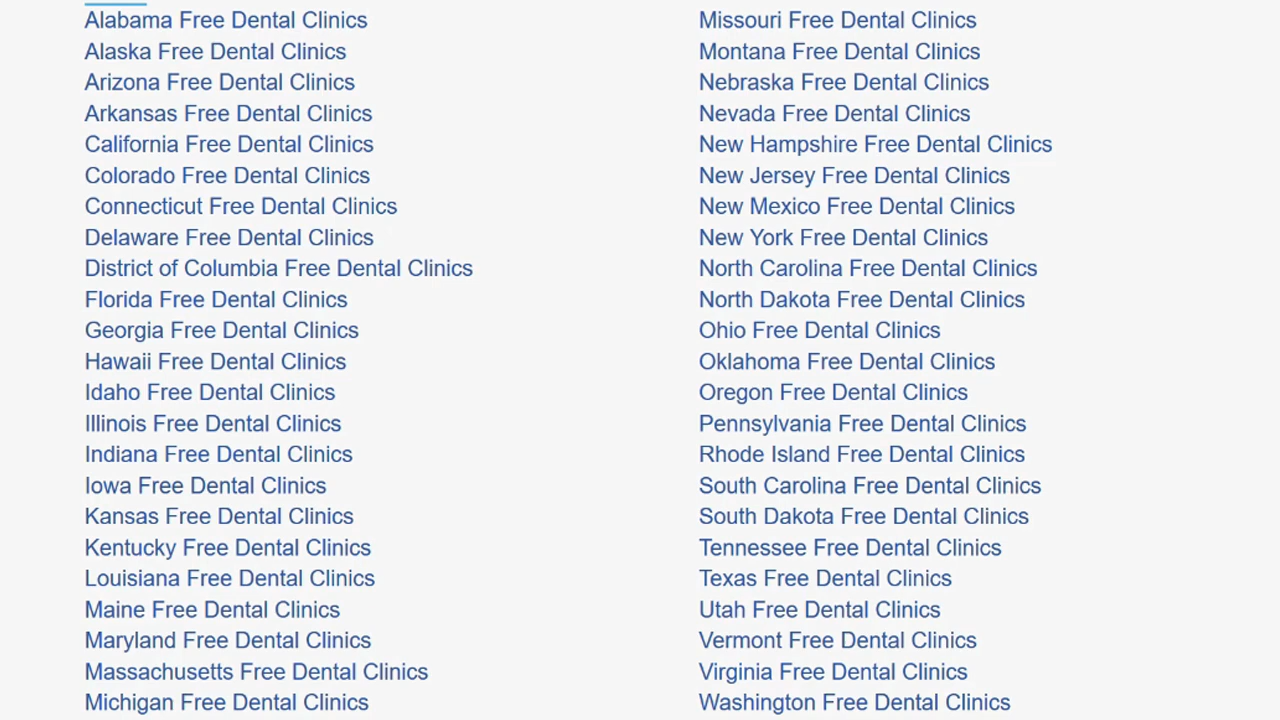 Alabama Free Dental Clinics
Alaska Free Dental Clinics
Arizona Free Dental Clinics
Arkansas Free Dental Clinics
California Free Dental Clinics
Colorado Free Dental Clinics
Connecticut Free Dental Clinics
Delaware Free Dental Clinics
District of Columbia Free Dental Clinics
Florida Free Dental Clinics
Georgia Free Dental Clinics
Hawaii Free Dental Clinics
Idaho Free Dental Clinics
Illinois Free Dental Clinics
Indiana Free Dental Clinics
Iowa Free Dental Clinics
Kansas Free Dental Clinics
Kentucky Free Dental Clinics
Louisiana Free Dental Clinics
Maine Free Dental Clinics
Maryland Free Dental Clinics
Massachusetts Free Dental Clinics
Michigan Free Dental Clinics
Missouri Free Dental Clinics
Montana Free Dental Clinics
Nebraska Free Dental Clinics
Nevada Free Dental Clinics
New Hampshire Free Dental Clinics
New Jersey Free Dental Clinics
New Mexico Free Dental Clinics
New York Free Dental Clinics
North Carolina Free Dental Clinics
North Dakota Free Dental Clinics
Ohio Free Dental Clinics
Oklahoma Free Dental Clinics
Oregon Free Dental Clinics
Pennsylvania Free Dental Clinics
Rhode Island Free Dental Clinics
South Carolina Free Dental Clinics
South Dakota Free Dental Clinics
Tennessee Free Dental Clinics
Texas Free Dental Clinics
Utah Free Dental Clinics
Vermont Free Dental Clinics
Virginia Free Dental Clinics
Washington Free Dental Clinics